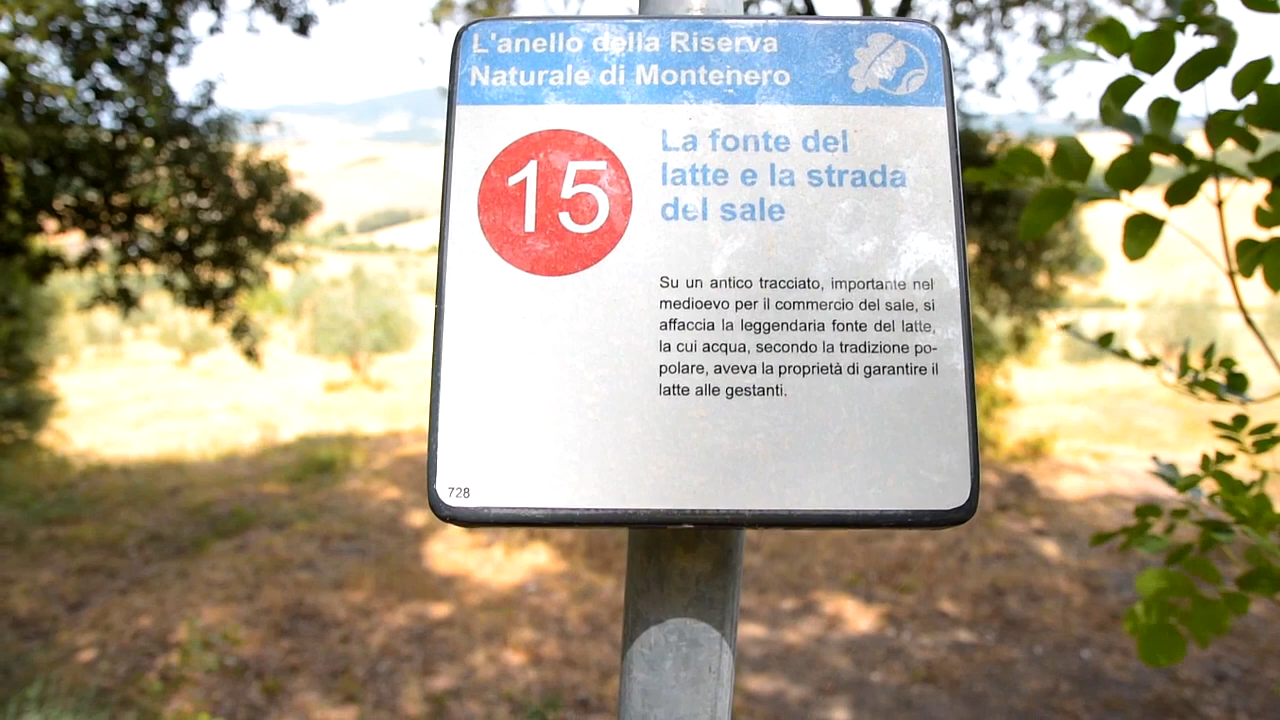 L'anello della Riserva
Naturale di Montenero
15
La fonte del
latte e la strada
del sale
Su un antico tracciato, importante nel
medioevo per il commercio del sale, si
affaccia la leggendaria fonte del latte,
la cui acqua, secondo la tradizione po-
polare, aveva la proprietà di garantire il
latte alle gestanti.
728